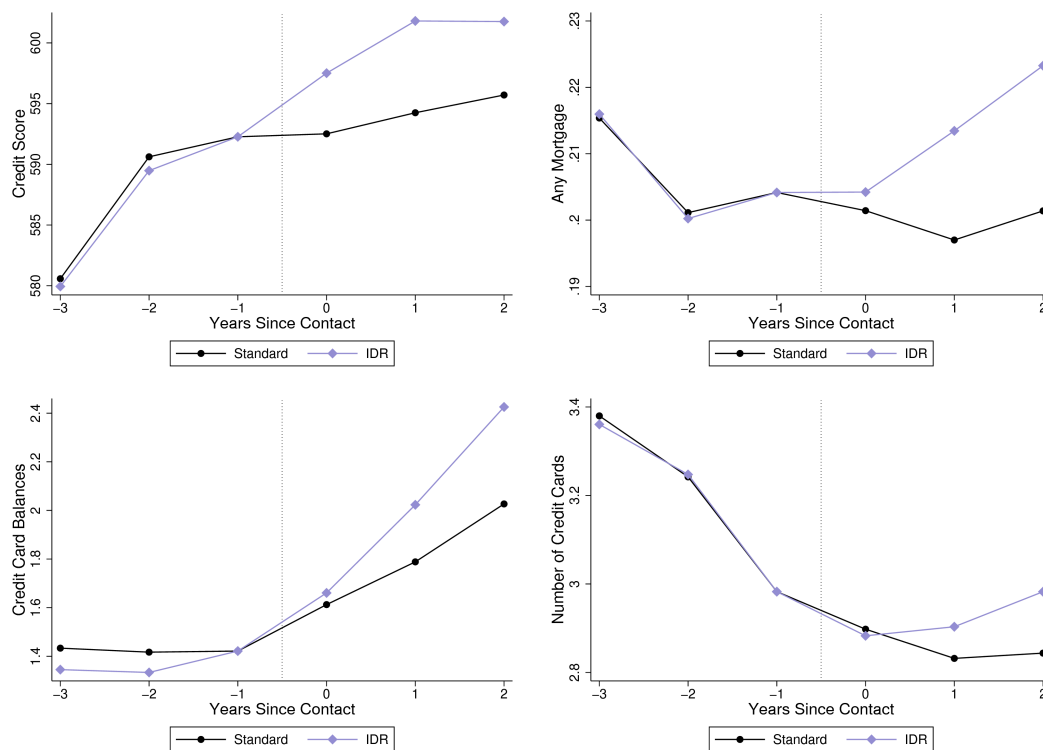 Credit Score
600
595
590
585
580
−3 −2 −1 0 1 2
Years Since Contact
Standard IDR
Any Mortgage
.23
.22
.21
.2
.19
−3 −2 −1 0 1 2
Years Since Contact
Standard IDR
Credit Card Balances
2.4
2.2
2
1.8
1.6
1.4
−3 −2 −1 0 1 2
Years Since Contact
Standard IDR
Number of Credit Cards
3.4
3.2
3
2.8
−3 −2 −1 0 1 2
Years Since Contact
Standard IDR